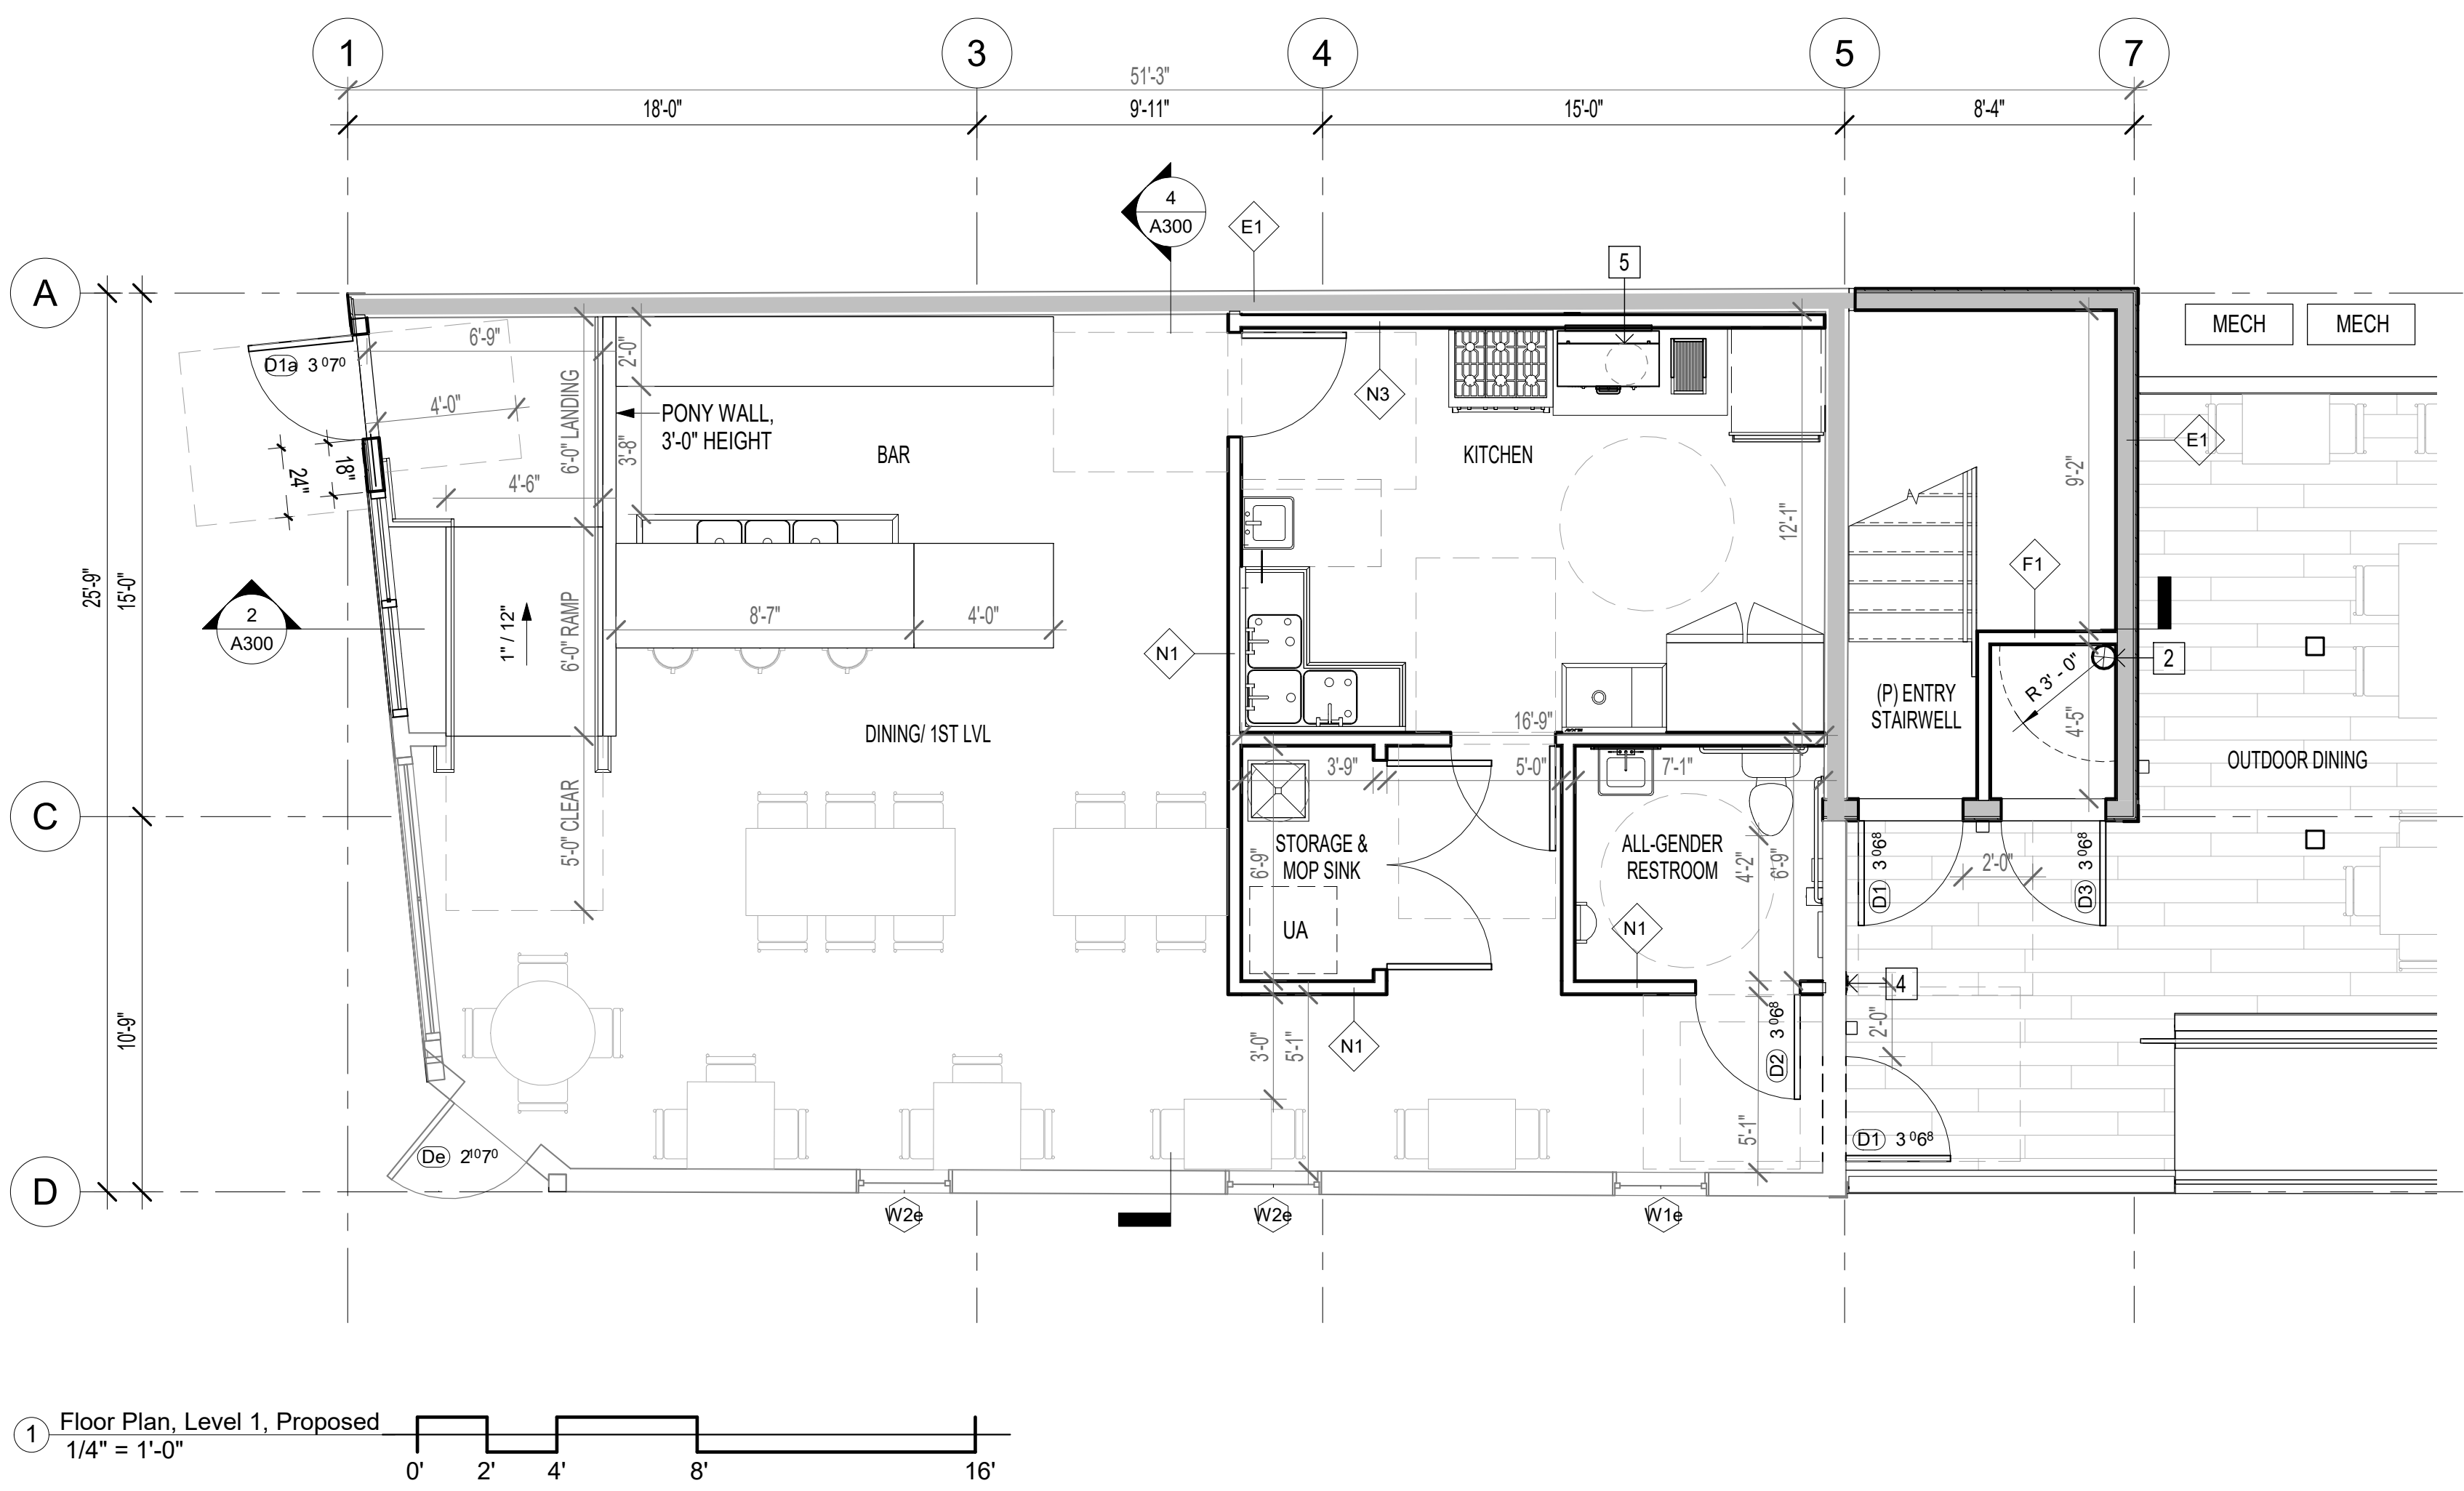 1
3
4
5
7
51'-3"
18'-0"
9'-11"
15'-0"
8'-4"
4
A300
E1
5
A
MECH
MECH
6'-9"
2'-0"
D1a 3 0 7 0
N3
4'-0"
6'-0" LANDING
PONY WALL,
3'-0" HEIGHT
3'-8"
BAR
KITCHEN
E1
9'-2"
18"
24"
4'-6"
12'-1"
F1
25'-9"
15'-0"
2
A300
1" / 12"
6'-0" RAMP
8'-7"
4'-0"
N1
2
R 3' - 0"
(P) ENTRY
STAIRWELL
4'-5"
16'-9"
DINING/ 1ST LVL
OUTDOOR DINING
3'-9"
5'-0"
7'-1"
C
5'-0" CLEAR
STORAGE &
MOP SINK
6'-9"
ALL-GENDER
RESTROOM
4'-2"
6'-9"
D1 3 0 6 8
2'-0"
D3 3 0 6 8
UA
N1
4
10'-9"
3'-0"
5'-1"
N1
D2 3 0 6 8
2'-0"
5'-1"
De 2 10 7 0
D1 3 0 6 8
D
W2e
W2e
W1e
1
Floor Plan, Level 1, Proposed
1/4" = 1'-0"
0'
2'
4'
8'
16'